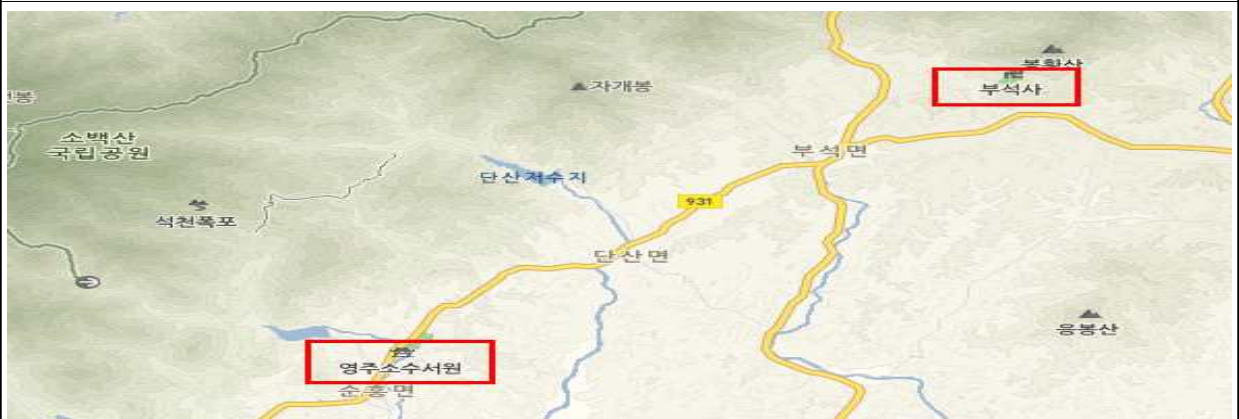 봉황산
부석사
자개봉
소백산
국립공원
부석면
단산저수지
931
석천폭포
단산면
응봉산
영주소수서원
순흥면